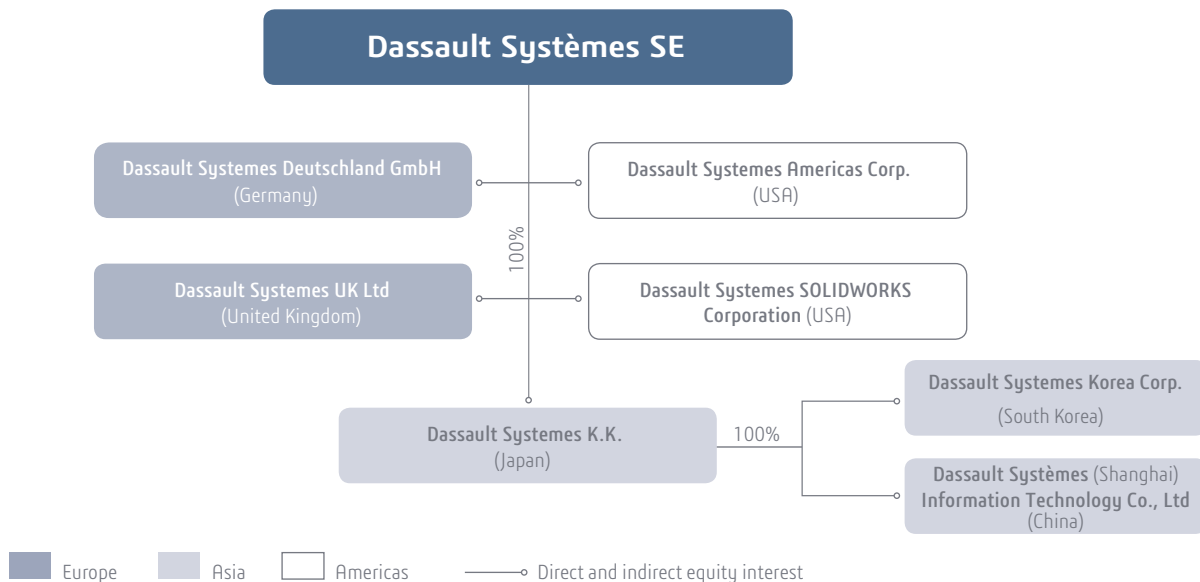 Dassault Systèmes SE
Dassault Systemes Deutschland GmbH
(Germany)
Dassault Systemes Americas Corp.
(USA)
100%
Dassault Systemes UK Ltd
(United Kingdom)
Dassault Systemes SOLIDWORKS
Corporation (USA)
Dassault Systemes K.K.
(Japan)
100%
Dassault Systemes Korea Corp.
(South Korea)
Dassault Systèmes (Shanghai)
Information Technology Co., Ltd
(China)
Europe
Asia
Americas
Direct and indirect equity interest